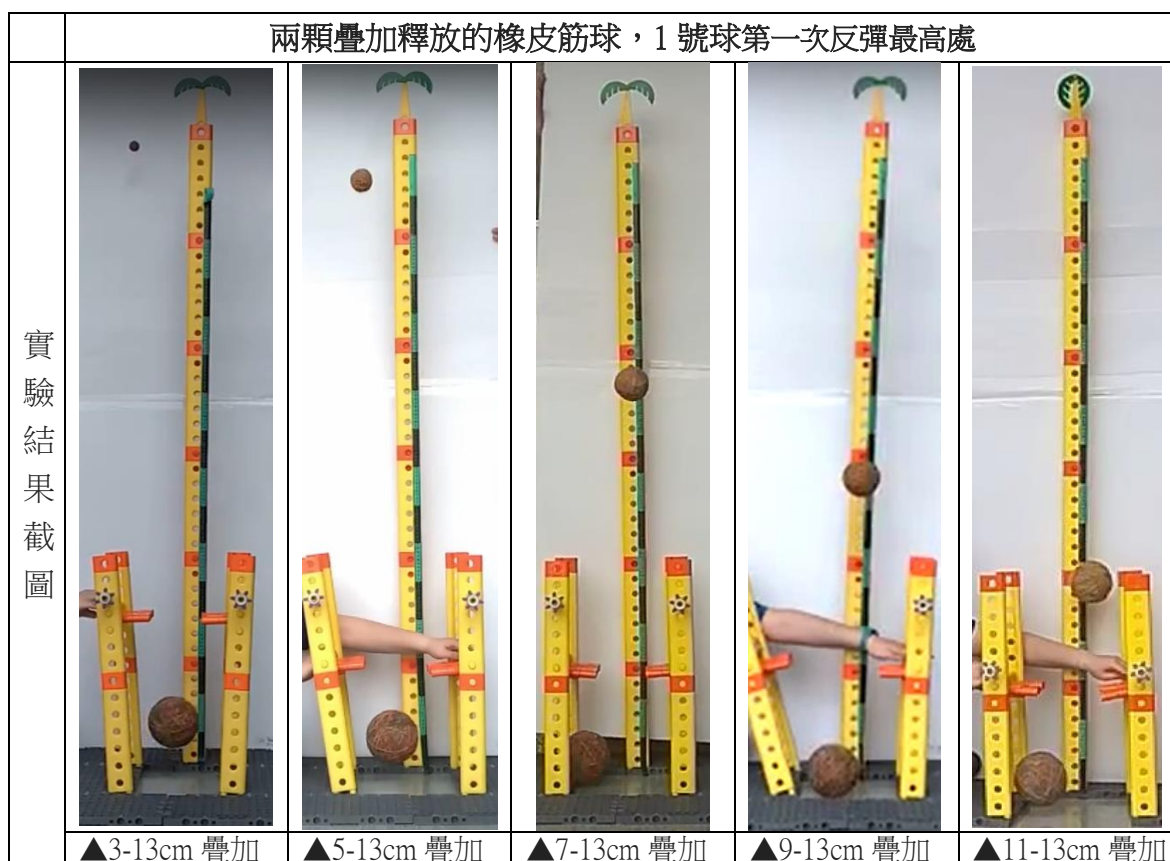 兩顆疊加釋放的橡皮筋球，1 號球第一次反彈最高處
實驗結果截圖
▲3-13cm 疊加
▲5-13cm 疊加
▲7-13cm 疊加
▲9-13cm 疊加
▲11-13cm 疊加